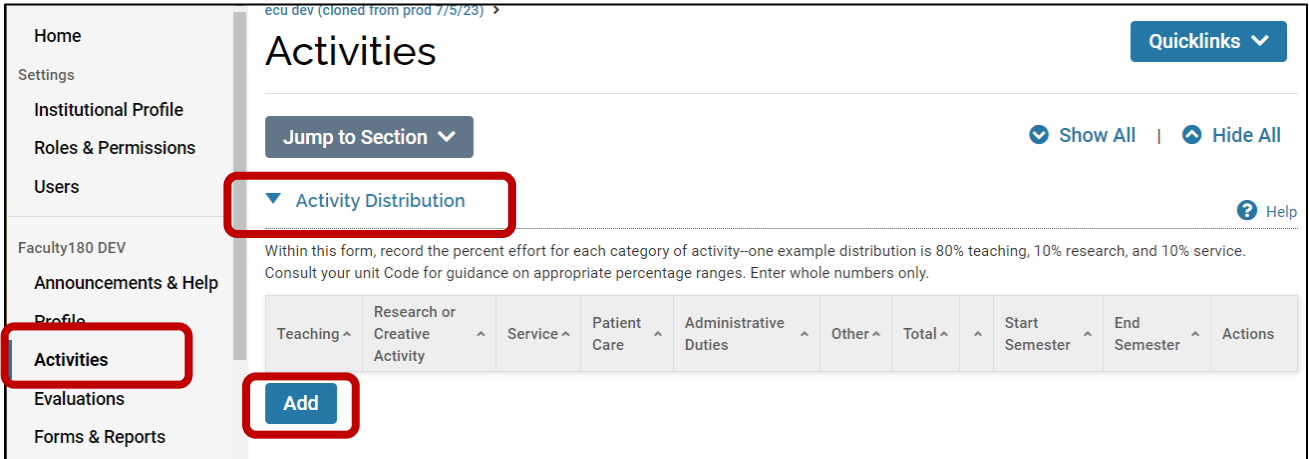 Home
Settings
Institutional Profile
Roles & Permissions
Users
Faculty180 DEV
Announcements & Help
Profile
Activities
Evaluations
Forms & Reports
ecu dev (cloned from prod 7/5/23) >
Activities
Quicklinks
Jump to Section
Show All | Hide All
Activity Distribution
? Help
Within this form, record the percent effort for each category of activity--one example distribution is 80% teaching, 10% research, and 10% service.
Consult your unit Code for guidance on appropriate percentage ranges. Enter whole numbers only.
Teaching
Research or
Creative
Activity
Service
Patient
Care
Administrative
Duties
Other
Total
Start
Semester
End
Semester
Actions
Add